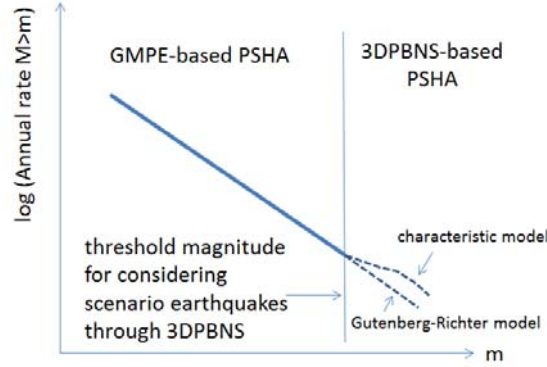 GMPE-based PSHA
3DPBNS-based
PSHA
log (Annual rate M>m)
threshold magnitude
for considering
scenario earthquakes
through 3DPBNS
characteristic model
Gutenberg-Richter model
m